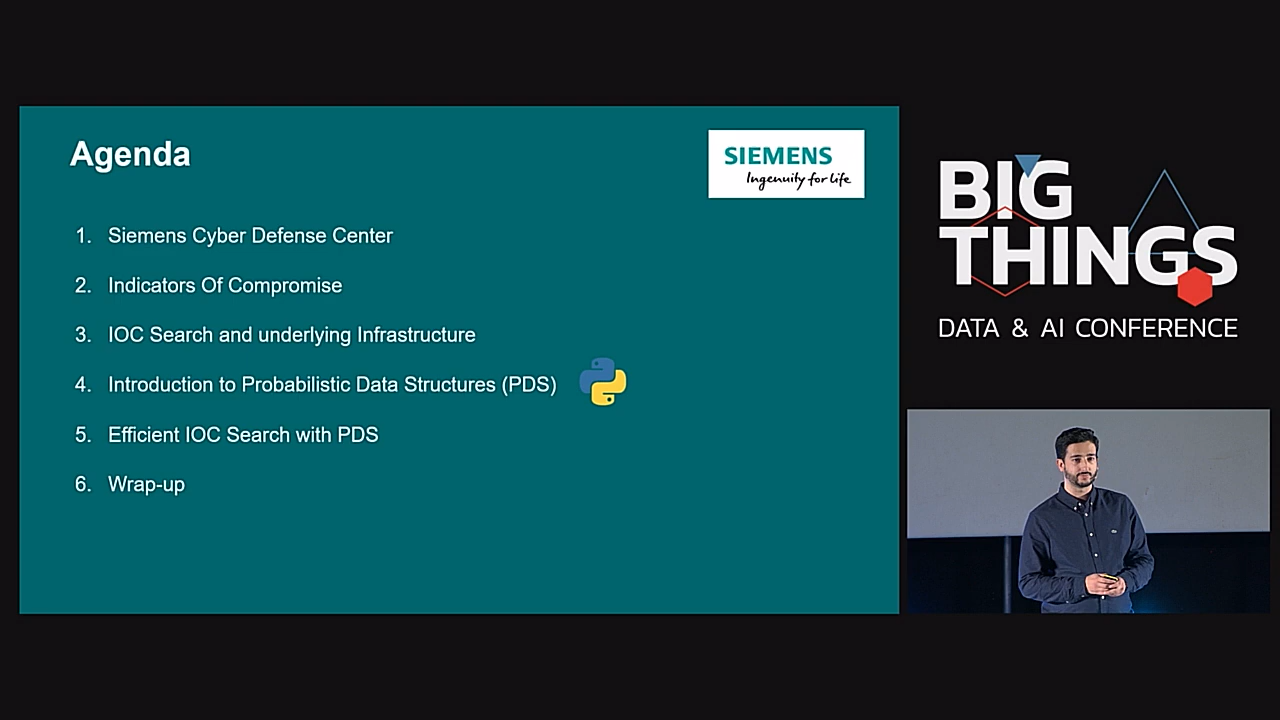 Agenda
SIEMENS
Ingenuity for life
1. Siemens Cyber Defense Center
2. Indicators Of Compromise
3. IOC Search and underlying Infrastructure
4. Introduction to Probabilistic Data Structures (PDS)
5. Efficient IOC Search with PDS
6. Wrap-up
BIG
THINGS
DATA & AI CONFERENCE